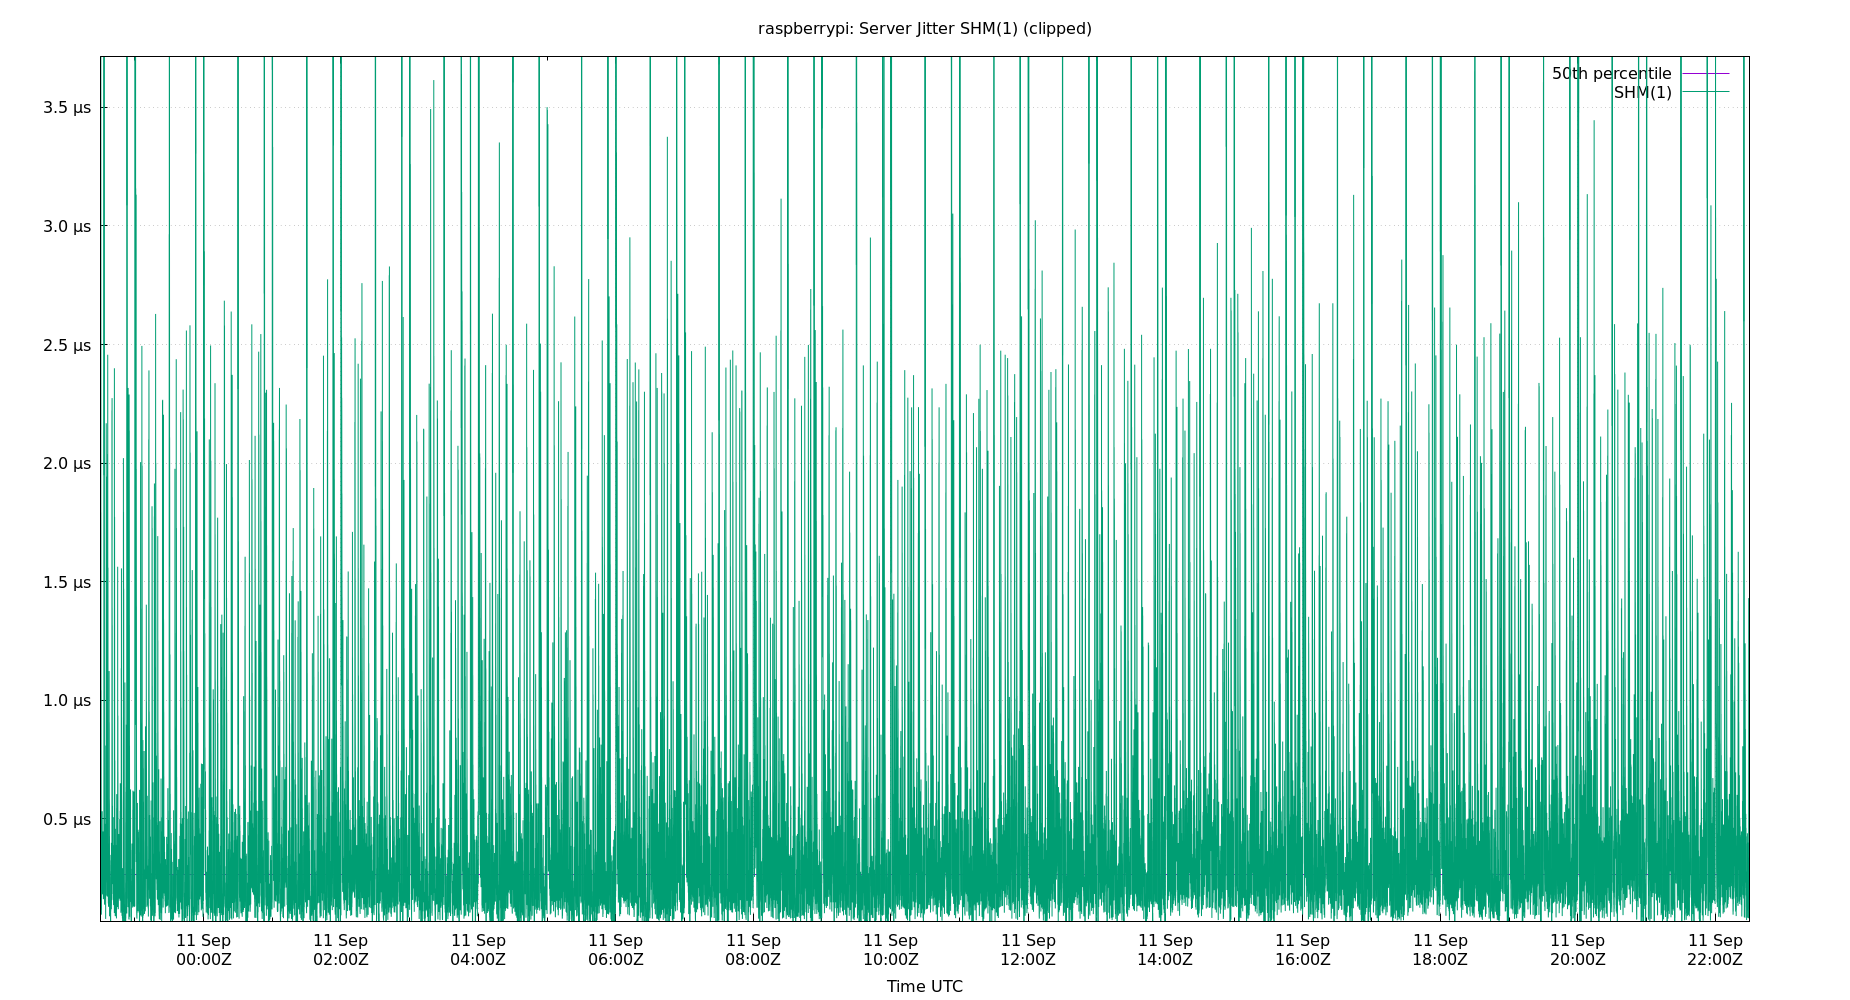 raspberrypi: Server Jitter SHM(1) (clipped)
50th percentile
SHM(1)
3.5 µs
3.0 µs
2.5 µs
2.0 µs
1.5 µs
1.0 µs
0.5 µs
11 Sep 11 Sep 11 Sep 11 Sep 11 Sep 11 Sep 11 Sep 11 Sep 11 Sep 11 Sep 11 Sep 11 Sep
00:00Z 02:00Z 04:00Z 06:00Z 08:00Z 10:00Z 12:00Z 14:00Z 16:00Z 18:00Z 20:00Z 22:00Z
Time UTC